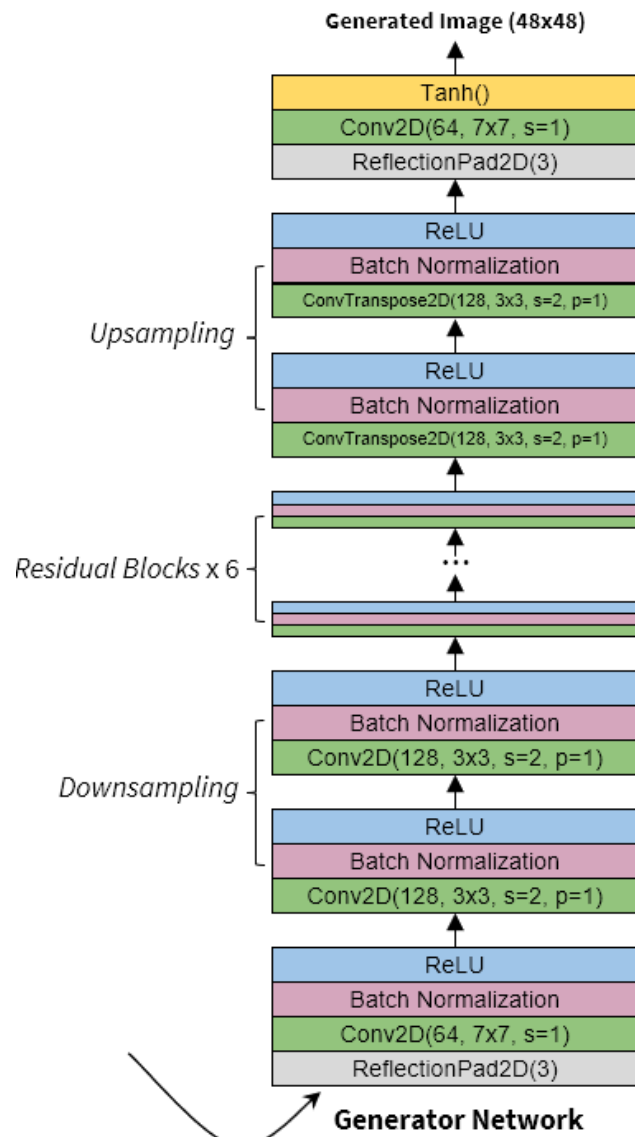 Generated Image (48x48)
Tanh()
Conv2D(64, 7x7, s=1)
ReflectionPad2D(3)
ReLU
Batch Normalization
ConvTranspose2D(128, 3x3, s=2, p=1)
Upsampling
ReLU
Batch Normalization
ConvTranspose2D(128, 3x3, s=2, p=1)
Residual Blocks x 6
...
ReLU
Batch Normalization
Conv2D(128, 3x3, s=2, p=1)
Downsampling
ReLU
Batch Normalization
Conv2D(128, 3x3, s=2, p=1)
ReLU
Batch Normalization
Conv2D(64, 7x7, s=1)
ReflectionPad2D(3)
Generator Network